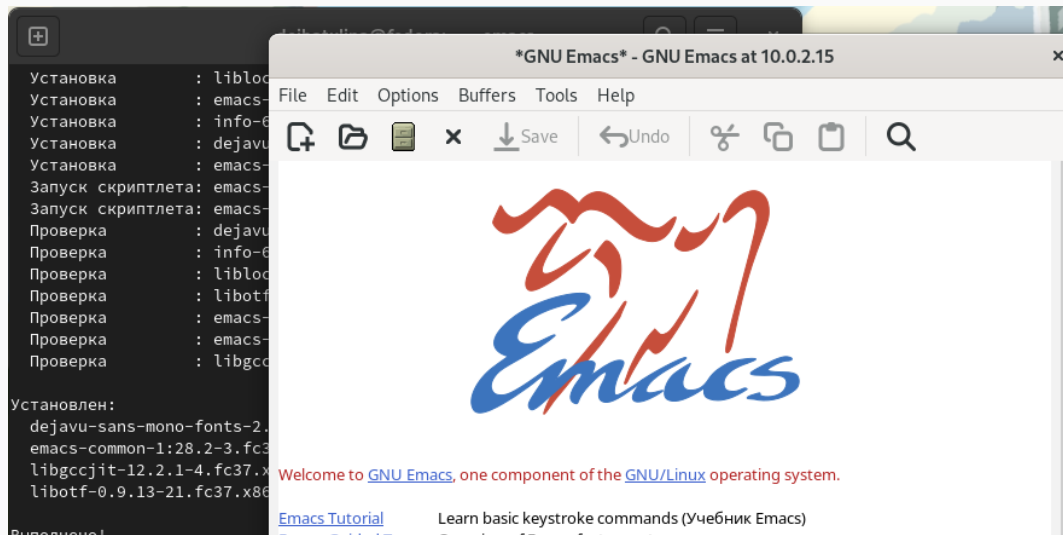 *GNU Emacs* - GNU Emacs at 10.0.2.15
File Edit Options Buffers Tools Help
Save Undo
Emacs
Welcome to GNU Emacs, one component of the GNU/Linux operating system.
Emacs Tutorial Learn basic keystroke commands (Учебник Emacs)
Установка : libloc
Установка : emacs-
Установка : info-6
Установка : dejavu
Установка : emacs-
Запуск скриптлета: emacs-
Запуск скриптлета: emacs-
Проверка : dejavu
Проверка : info-6
Проверка : libloc
Проверка : libotf
Проверка : emacs-
Проверка : emacs-
Проверка : libgcc
Установлен:
dejavu-sans-mono-fonts-2.
emacs-common-1:28.2-3.fc3
libgccjit-12.2.1-4.fc37.x
libotf-0.9.13-21.fc37.x86